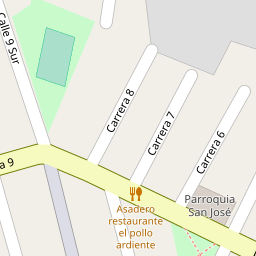 Calle 9 Sur
Carrera 8
Carrera 7
Carrera 6
a 9
Parroquia
San José
Asadero
restaurante
el pollo
ardiente